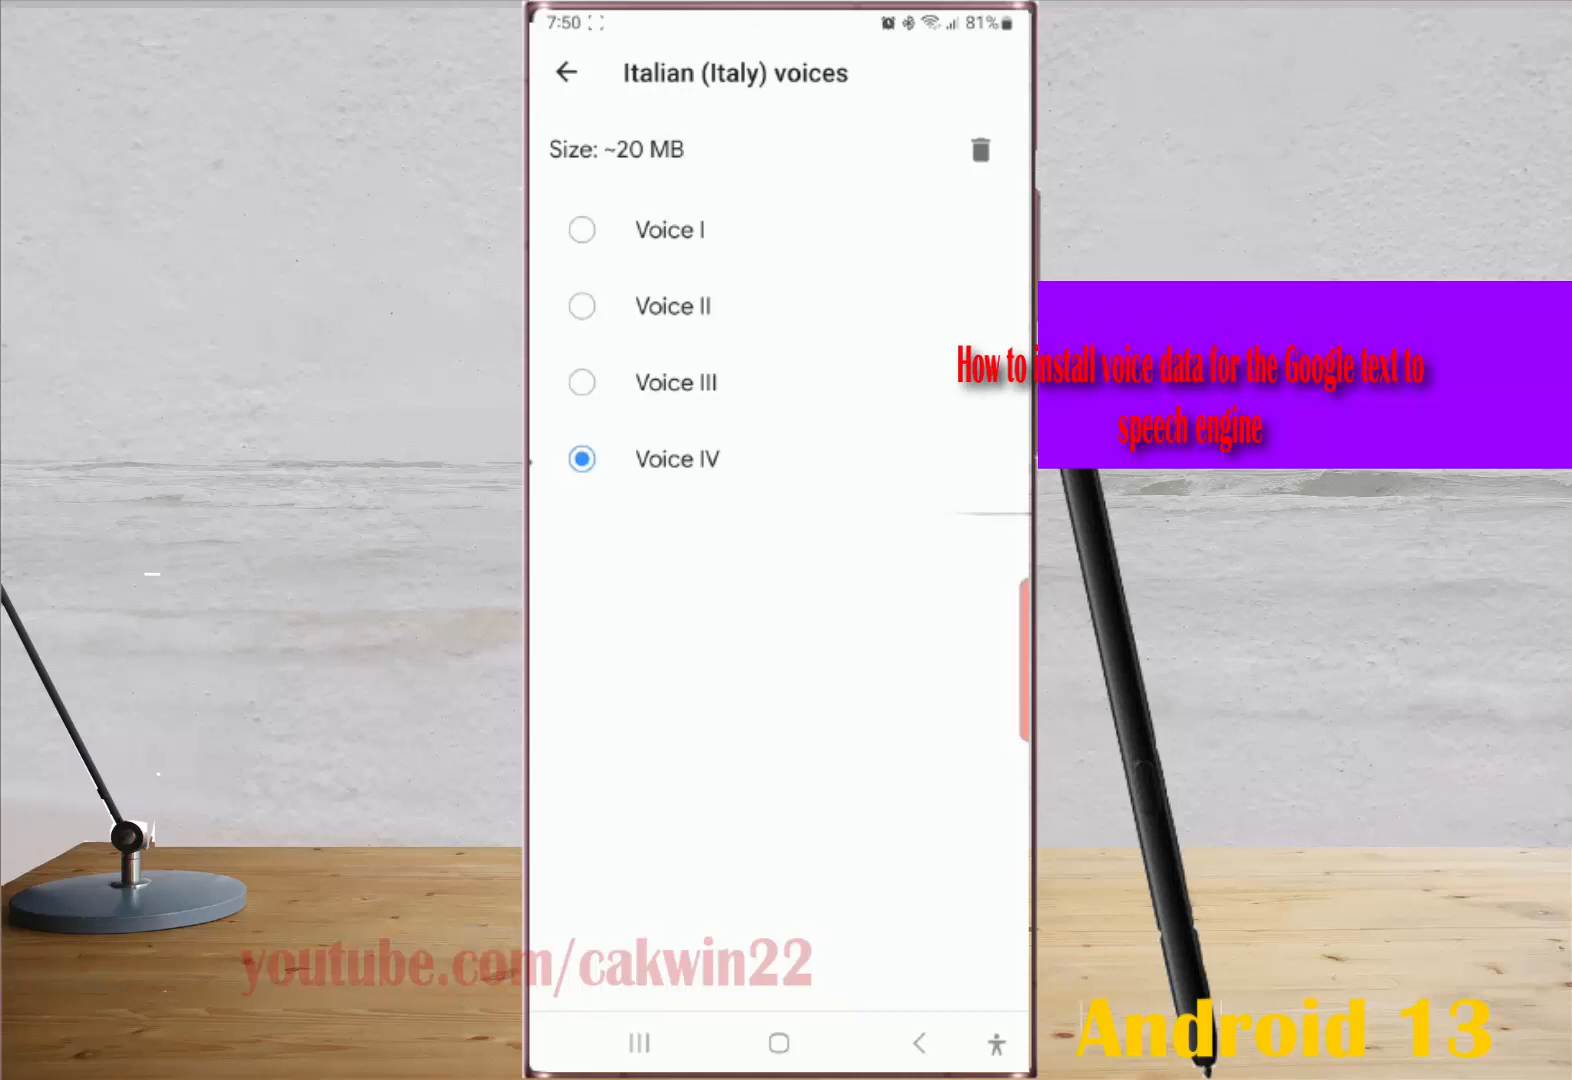 7:50
81%
Italian (Italy) voices
Size: ~20 MB
Voice I
Voice II
Voice III
Voice IV
How to install voice data for the Google text to
speech engine
youtube.com/cakwin22
Android 13